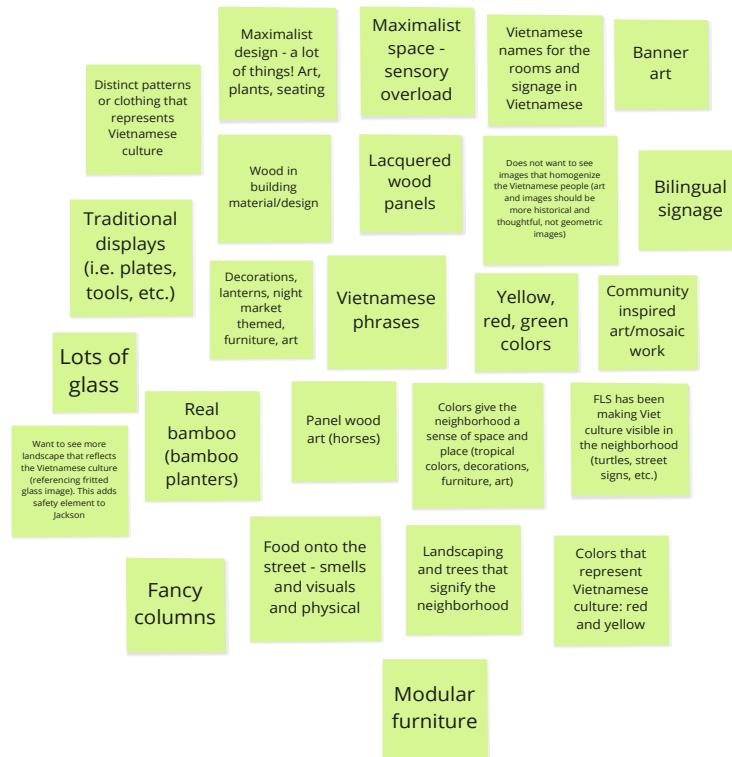 Maximalist
design - a lot
of things! Art,
plants, seating
Maximalist
space -
sensory
overload
Vietnamese
names for the
rooms and
signage in
Vietnamese
Banner
art
Distinct patterns
or clothing that
represents
Vietnamese
culture
Wood in
building
material/design
Lacquered
wood
panels
Does not want to see
images that homogenize
the Vietnamese people (art
and images should be
more historical and
thoughtful, not geometric
images)
Bilingual
signage
Traditional
displays
(i.e. plates,
tools, etc.)
Decorations,
lanterns, night
market
themed,
furniture, art
Vietnamese
phrases
Yellow,
red, green
colors
Community
inspired
art/mosaic
work
Lots of
glass
Real
bamboo
(bamboo
planters)
Panel wood
art (horses)
Colors give the
neighborhood a
sense of space and
place (tropical
colors, decorations,
furniture, art)
FLS has been
making Viet
culture visible in
the neighborhood
(turtles, street
signs, etc.)
Want to see more
landscape that reflects
the Vietnamese culture
(referencing fritted
glass image). This adds
safety element to
Jackson
Food onto the
street - smells
and visuals
and physical
Landscaping
and trees that
signify the
neighborhood
Colors that
represent
Vietnamese
culture: red
and yellow
Fancy
columns
Modular
furniture